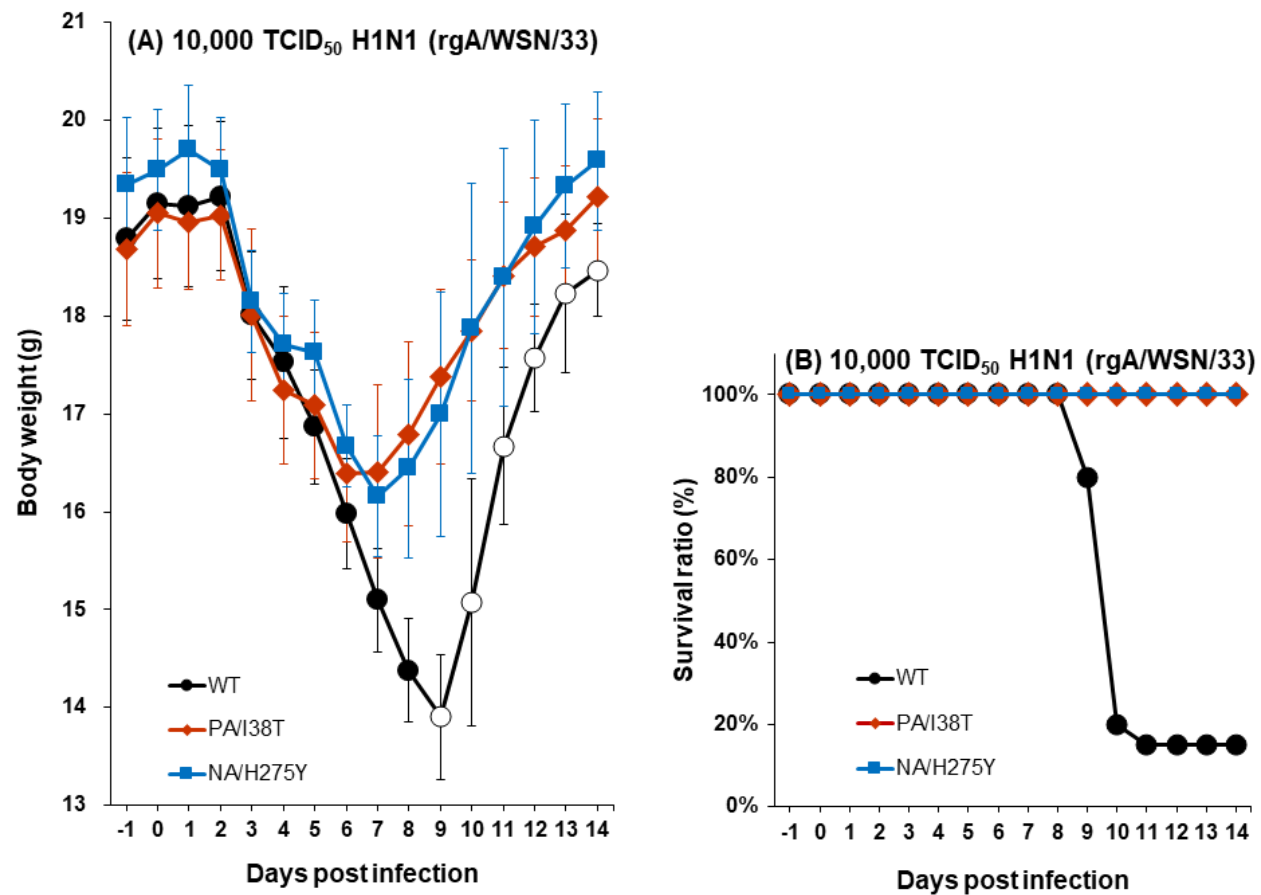 (A) 10,000 TCID₅₀ H1N1 (rgA/WSN/33)
Body weight (g)
21
20
19
18
17
16
15
14
13
WT
PA/I38T
NA/H275Y
-1 0 1 2 3 4 5 6 7 8 9 10 11 12 13 14
Days post infection
(B) 10,000 TCID₅₀ H1N1 (rgA/WSN/33)
Survival ratio (%)
100%
80%
60%
40%
20%
0%
WT
PA/I38T
NA/H275Y
-1 0 1 2 3 4 5 6 7 8 9 10 11 12 13 14
Days post infection